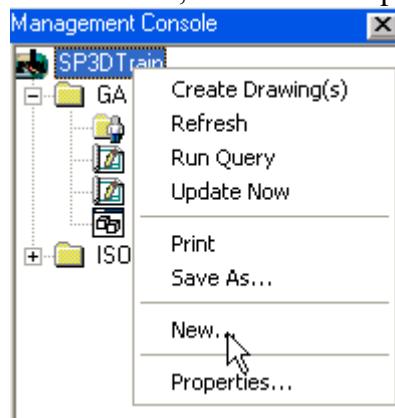 Management Console
SP3DTrain
GA
Create Drawing(s)
Refresh
Run Query
Update Now
ISO
Print
Save As...
New...
Properties...